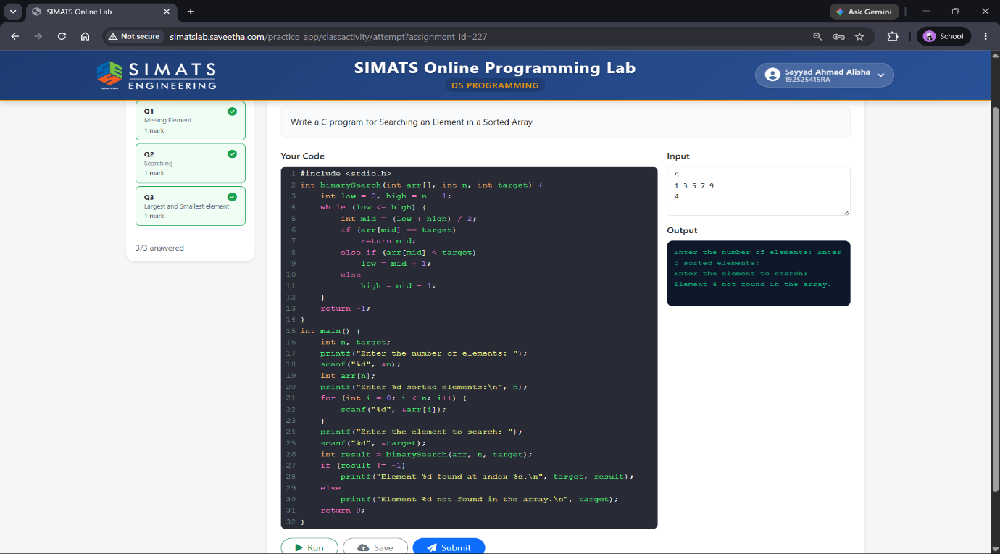 SIMATS Online Lab
Ask Gemini
Not secure
simatslab.saveetha.com/practice_app/classactivity/attempt?assignment_id=227
School
SIMATS
ENGINEERING
SIMATS Online Programming Lab
DS PROGRAMMING
Sayyad Ahmad Alisha
192525415RA
Q1
Missing Element
1 mark
Q2
Searching
1 mark
Q3
Largest and Smallest element
1 mark
3/3 answered
Write a C program for Searching an Element in a Sorted Array
Your Code
1 #include <stdio.h>
2 int binarySearch(int arr[], int n, int target) {
3     int low = 0, high = n - 1;
4     while (low <= high) {
5         int mid = (low + high) / 2;
6         if (arr[mid] == target)
7             return mid;
8         else if (arr[mid] < target)
9             low = mid + 1;
10         else
11             high = mid - 1;
12     }
13     return -1;
14 }
15 int main() {
16     int n, target;
17     printf("Enter the number of elements: ");
18     scanf("%d", &n);
19     int arr[n];
20     printf("Enter %d sorted elements:\n", n);
21     for (int i = 0; i < n; i++) {
22         scanf("%d", &arr[i]);
23     }
24     printf("Enter the element to search: ");
25     scanf("%d", &target);
26     int result = binarySearch(arr, n, target);
27     if (result != -1)
28         printf("Element %d found at index %d.\n", target, result);
29     else
30         printf("Element %d not found in the array.\n", target);
31     return 0;
32 }
Run
Save
Submit
Input
5
1 3 5 7 9
4
Output
Enter the number of elements: Enter
5 sorted elements:
Enter the element to search:
Element 4 not found in the array.